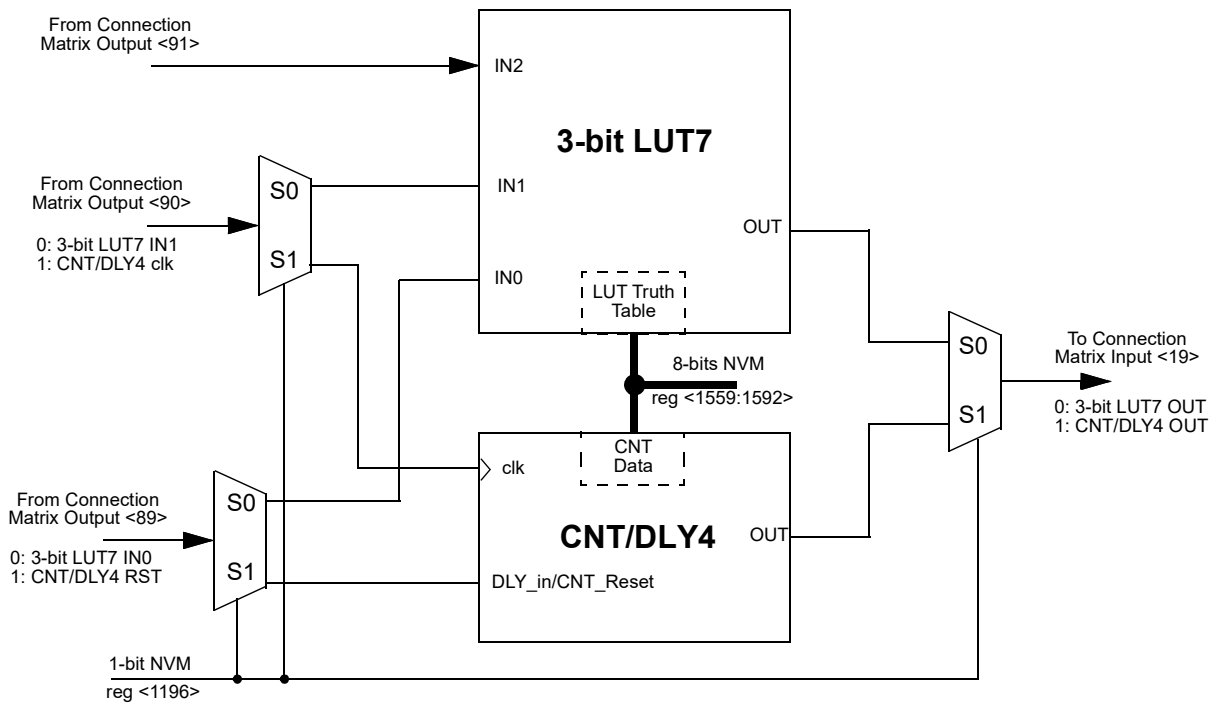 From Connection
Matrix Output <91>
IN2
3-bit LUT7
From Connection
Matrix Output <90>
0: 3-bit LUT7 IN1
1: CNT/DLY4 clk
S0
S1
IN1
IN0
OUT
LUT Truth
Table
8-bits NVM
reg <1559:1592>
S0
S1
To Connection
Matrix Input <19>
0: 3-bit LUT7 OUT
1: CNT/DLY4 OUT
CNT
Data
clk
From Connection
Matrix Output <89>
0: 3-bit LUT7 IN0
1: CNT/DLY4 RST
S0
S1
CNT/DLY4
OUT
DLY_in/CNT_Reset
1-bit NVM
reg <1196>